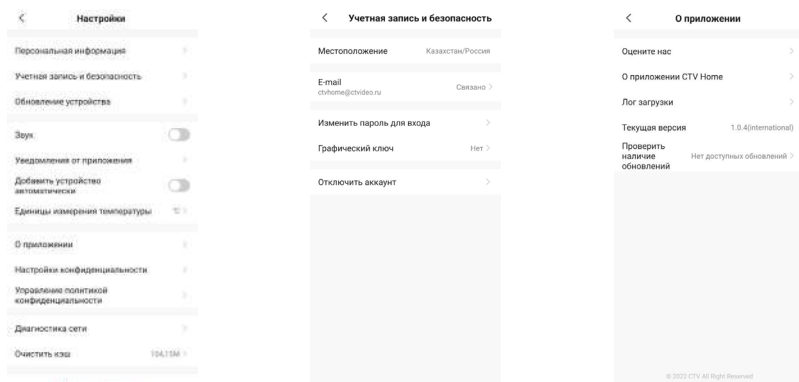 Настройки
Персональная информация
Учетная запись и безопасность
Обновление устройства
Звук
Уведомления от приложения
Добавить устройство
автоматически
Единицы измерения температуры °C
О приложении
Настройки конфиденциальности
Управление политикой
конфиденциальности
Диагностика сети
Очистить кэш 104,15M
Учетная запись и безопасность
Местоположение Казахстан/Россия
E-mail
ctvhome@ctvideo.ru
Связано
Изменить пароль для входа
Графический ключ Нет
Отключить аккаунт
О приложении
Оцените нас
О приложении CTV Home
Лог загрузки
Текущая версия 1.0.4(international)
Проверить
наличие
обновлений
Нет доступных обновлений
© 2022 CTV All Right Reserved